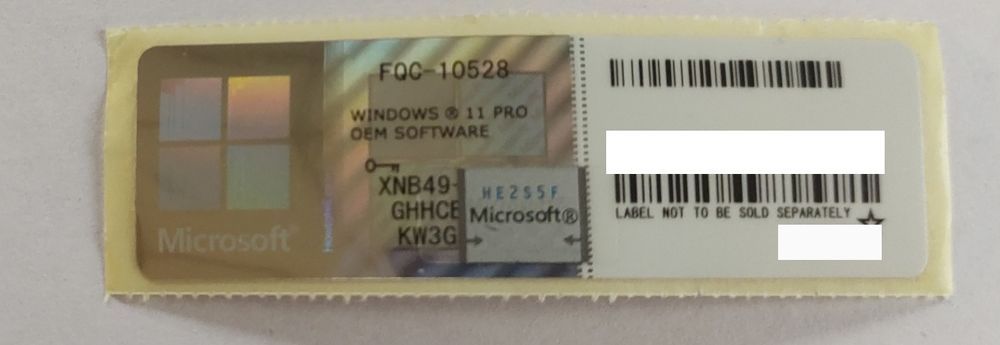 Microsoft
FQC-10528
WINDOWS ® 11 PRO
OEM SOFTWARE
XNB49-
GHHCE
KW3G
HE2S5F
Microsoft®
LABEL NOT TO BE SOLD SEPARATELY